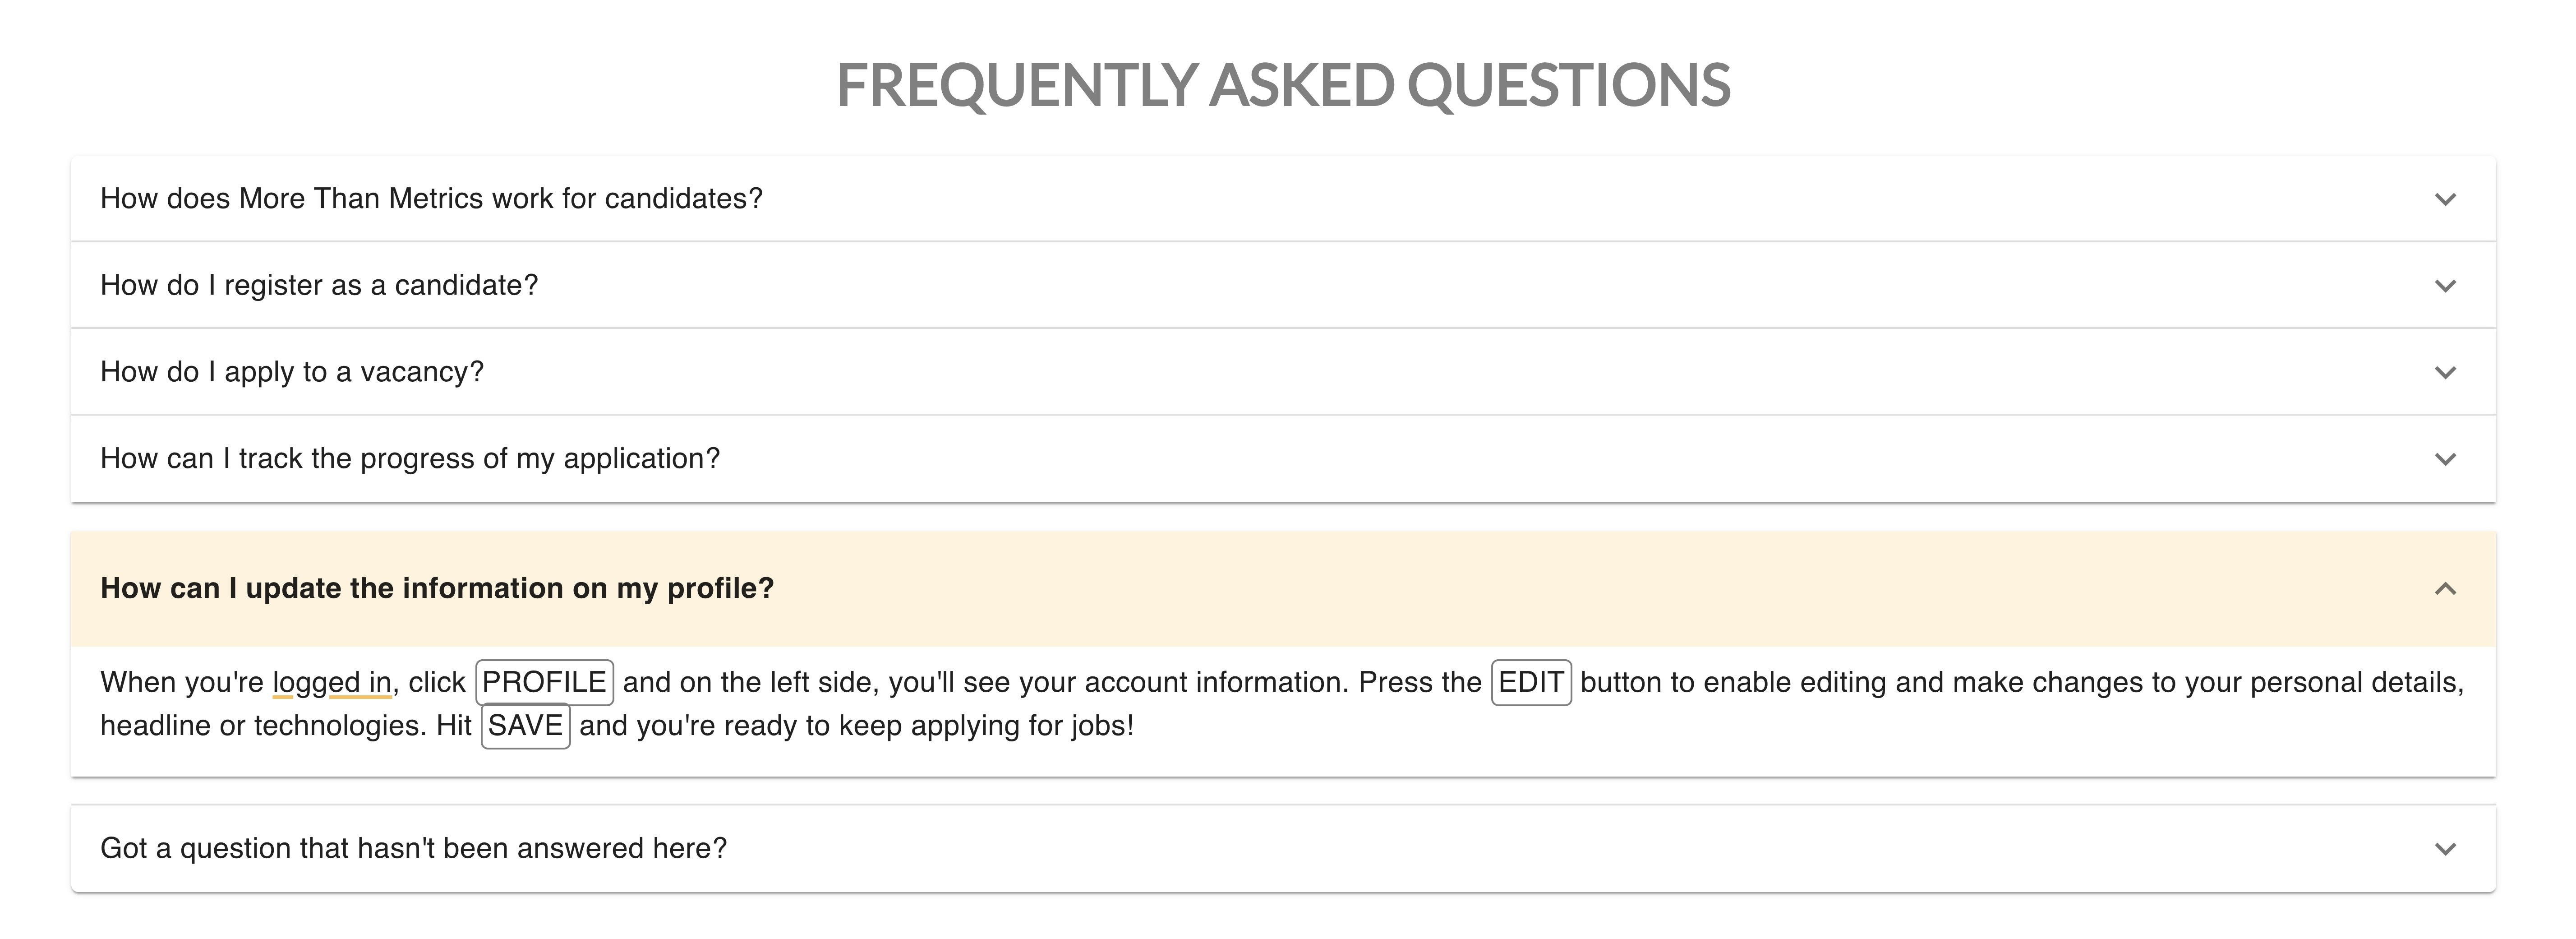 FREQUENTLY ASKED QUESTIONS
How does More Than Metrics work for candidates?
How do I register as a candidate?
How do I apply to a vacancy?
How can I track the progress of my application?
How can I update the information on my profile?
When you're logged in, click PROFILE and on the left side, you'll see your account information. Press the EDIT button to enable editing and make changes to your personal details,
headline or technologies. Hit SAVE and you're ready to keep applying for jobs!
Got a question that hasn't been answered here?